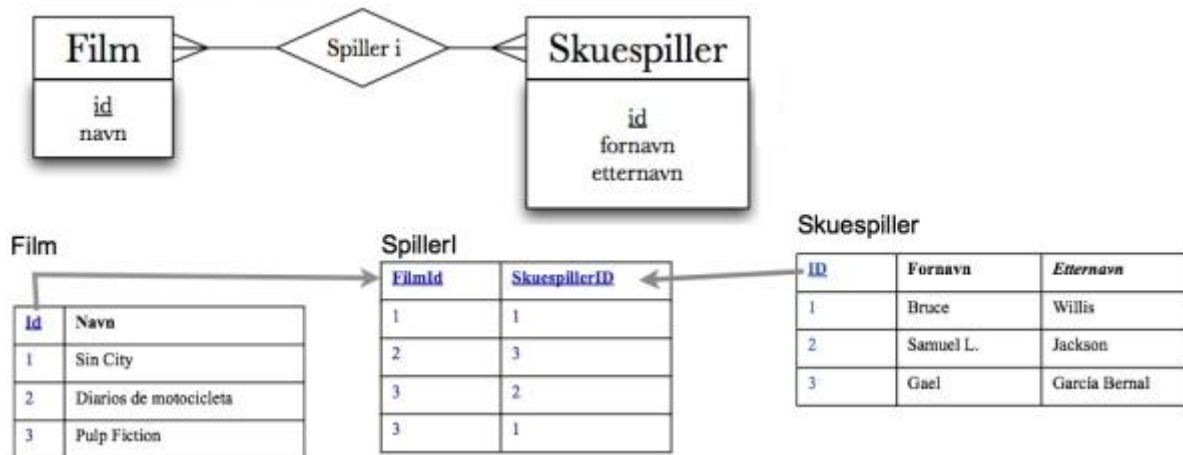 Film
id
navn
Spiller i
Skuespiller
id
fornavn
etternavn
Film
Id Navn
1 Sin City
2 Diarios de motocicleta
3 Pulp Fiction
SpillerI
FilmId SkuespillerID
1 1
2 3
3 2
3 1
Skuespiller
ID Fornavn Etternavn
1 Bruce Willis
2 Samuel L. Jackson
3 Gael García Bernal